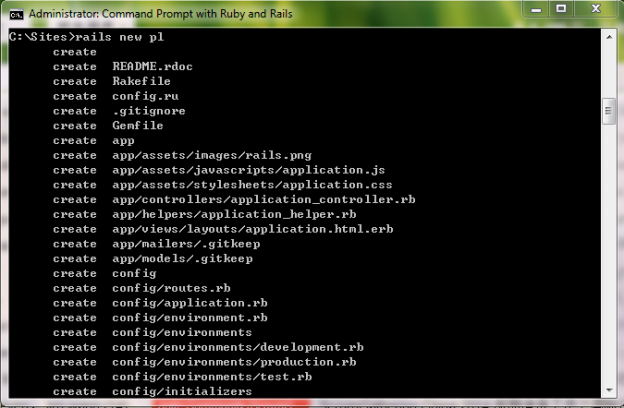 Administrator: Command Prompt with Ruby and Rails
C:\Sites>rails new pl
create
create README.rdoc
create Rakefile
create config.ru
create .gitignore
create Gemfile
create app
create app/assets/images/rails.png
create app/assets/javascripts/application.js
create app/assets/stylesheets/application.css
create app/controllers/application_controller.rb
create app/helpers/application_helper.rb
create app/views/layouts/application.html.erb
create app/mailers/.gitkeep
create app/models/.gitkeep
create config
create config/routes.rb
create config/application.rb
create config/environment.rb
create config/environments
create config/environments/development.rb
create config/environments/production.rb
create config/environments/test.rb
create config/initializers